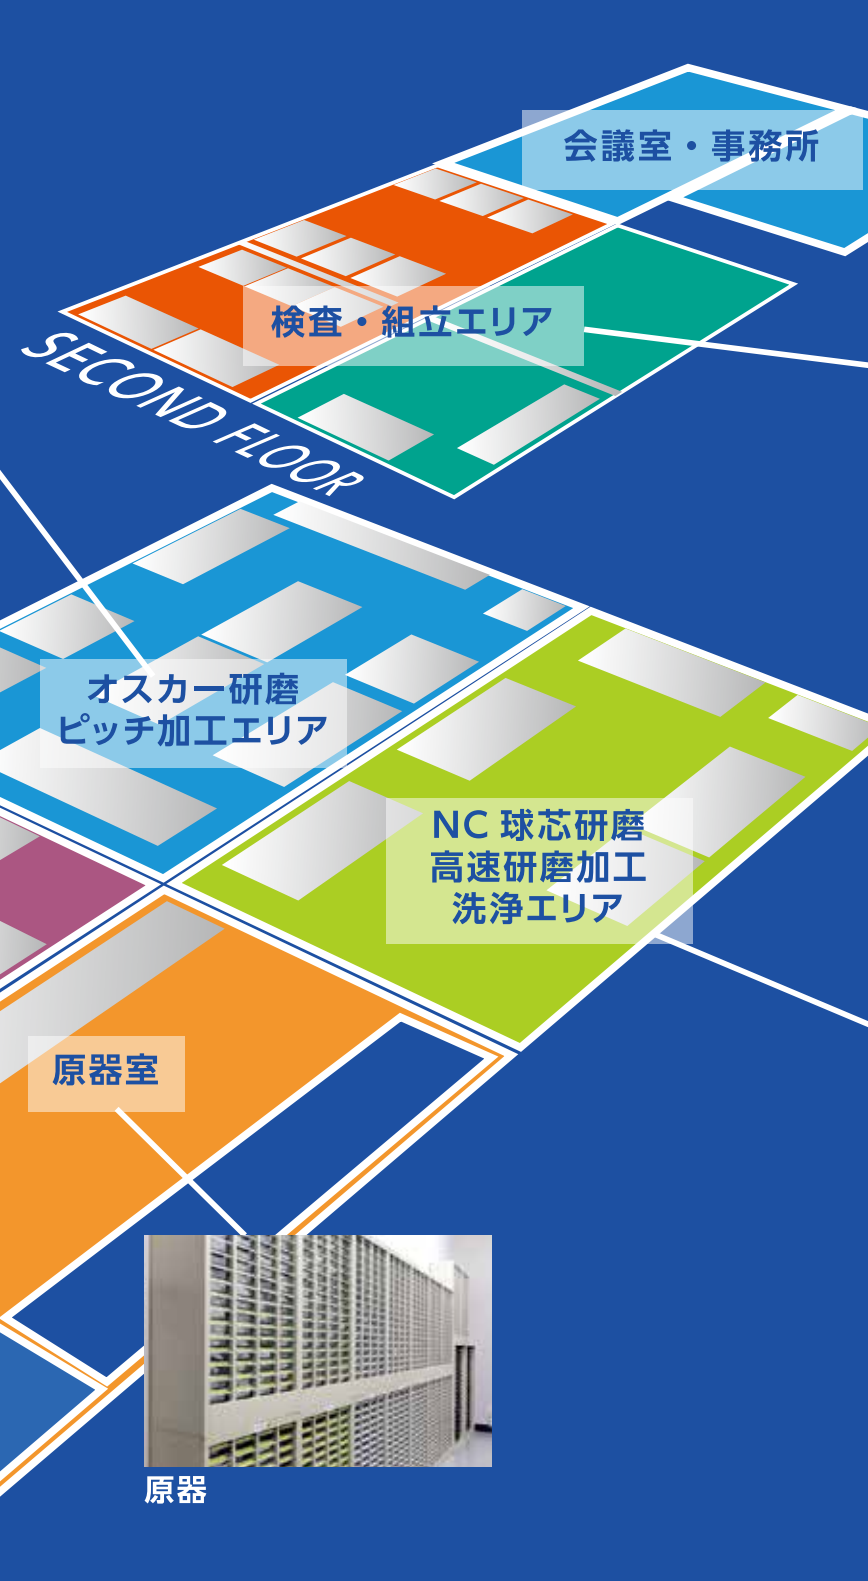 会議室・事務所
検査・組立エリア
SECOND FLOOR
オスカー研磨
ピッチ加工エリア
NC 球芯研磨
高速研磨加工
洗浄エリア
原器室
原器